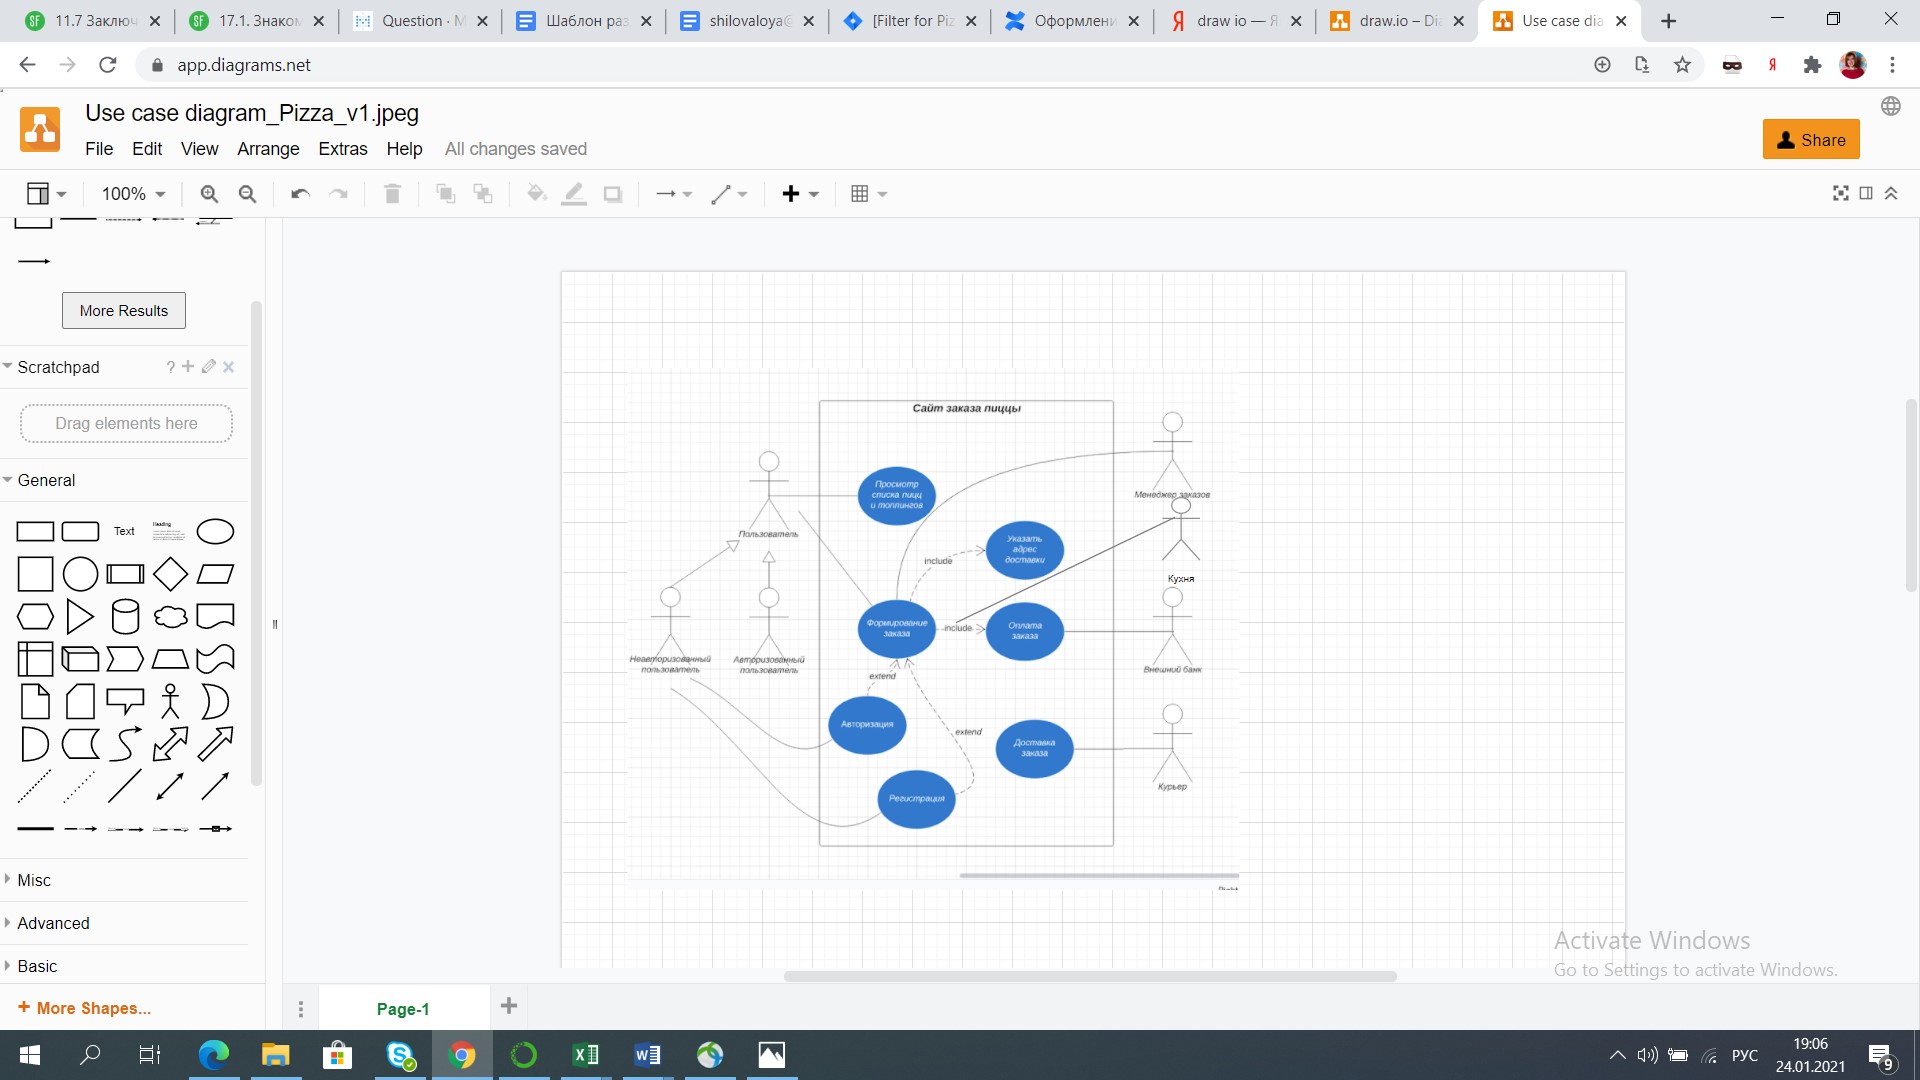 11.7 Заключ
17.1. Знаком
Question · M
Шаблон раз
shilovaloya@
[Filter for Piz
Оформлени
draw io — Я
draw.io – Dia
Use case dia
app.diagrams.net
Use case diagram_Pizza_v1.jpeg
File Edit View Arrange Extras Help All changes saved
Share
100%
More Results
Scratchpad
Drag elements here
General
Text
Heading
Misc
Advanced
Basic
+ More Shapes...
Сайт заказа пиццы
Просмотр
списка пицц
и топпингов
Менеджер заказов
Пользователь
Указать
адрес
доставки
include
Кухня
Формирование
заказа
include
Оплата
заказа
Неавторизованный
пользователь
Авторизованный
пользователь
Внешний банк
extend
Авторизация
extend
Доставка
заказа
Курьер
Регистрация
Activate Windows
Go to Settings to activate Windows.
Page-1
РУС
19:06
24.01.2021
9